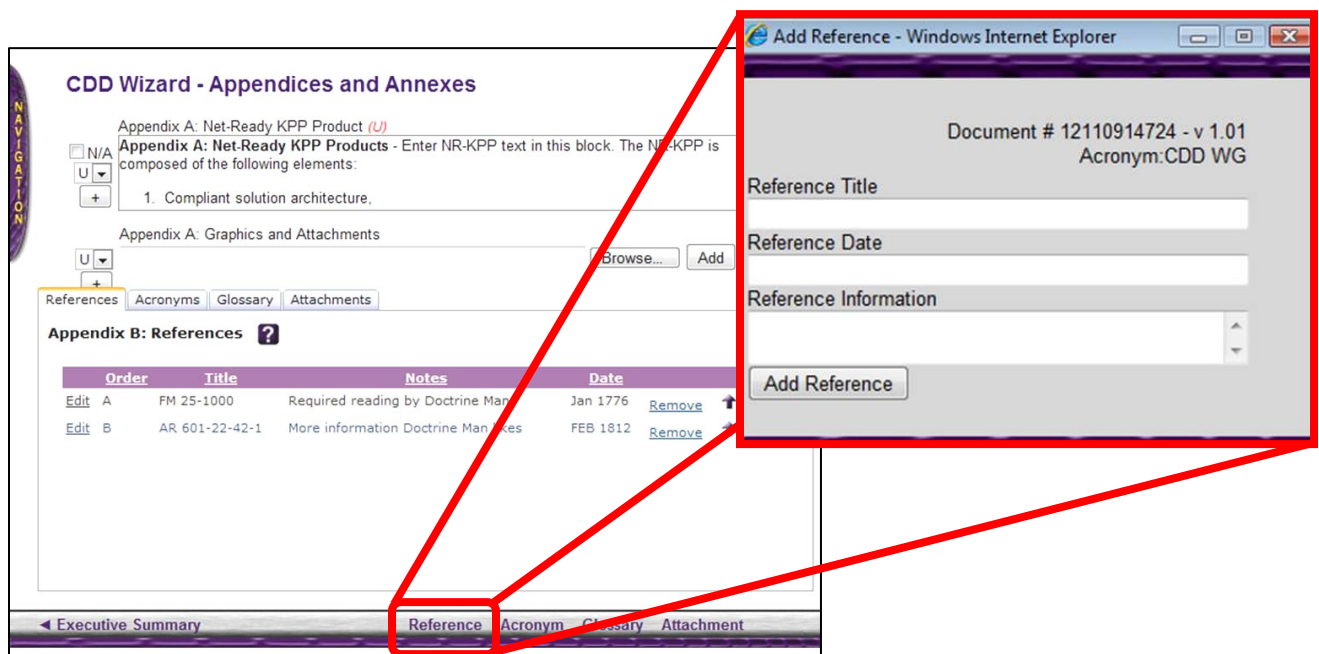 NAVIGATION
CDD Wizard - Appendices and Annexes
Appendix A: Net-Ready KPP Product (U)
N/A
U
+
Appendix A: Net-Ready KPP Products - Enter NR-KPP text in this block. The NR-KPP is
composed of the following elements:
1. Compliant solution architecture,
Appendix A: Graphics and Attachments
U
Browse... Add
+
References Acronyms Glossary Attachments
Appendix B: References ?
Order Title Notes Date
Edit A FM 25-1000 Required reading by Doctrine Man Jan 1776 Remove
Edit B AR 601-22-42-1 More information Doctrine Man likes FEB 1812 Remove
◄ Executive Summary Reference Acronym Glossary Attachment
Add Reference - Windows Internet Explorer
Document # 12110914724 - v 1.01
Acronym:CDD WG
Reference Title
Reference Date
Reference Information
Add Reference